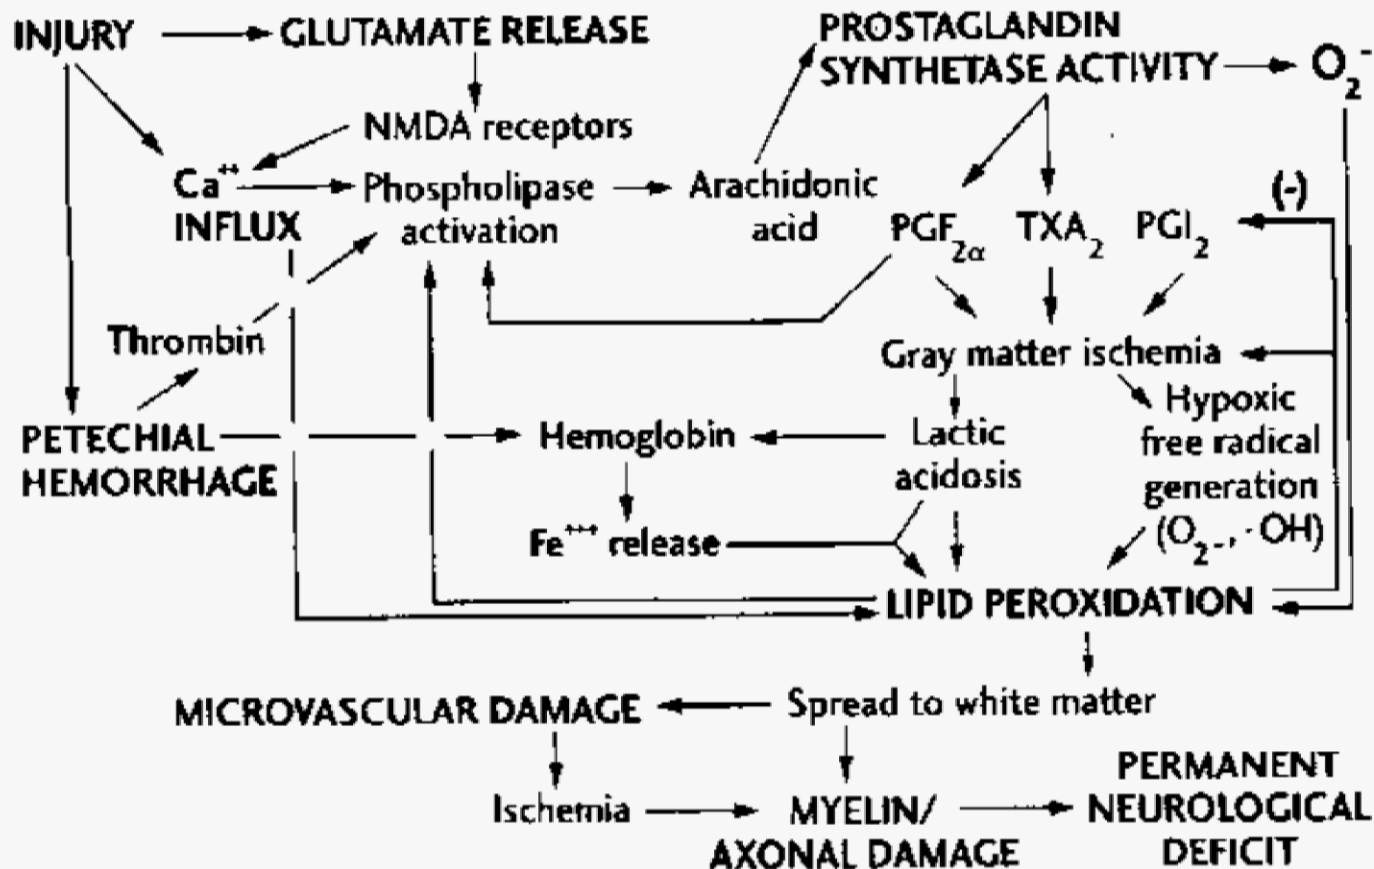 INJURY
GLUTAMATE RELEASE
PROSTAGLANDIN
SYNTHETASE ACTIVITY
O2-
NMDA receptors
Ca++
INFLUX
Phospholipase
activation
Arachidonic
acid
PGF2α
TXA2
PGI2
(-)
Thrombin
Gray matter ischemia
PETECHIAL
HEMORRHAGE
Hemoglobin
Lactic
acidosis
Hypoxic
free radical
generation
(O2-, ·OH)
Fe+++ release
LIPID PEROXIDATION
MICROVASCULAR DAMAGE
Spread to white matter
Ischemia
MYELIN/
AXONAL DAMAGE
PERMANENT
NEUROLOGICAL
DEFICIT